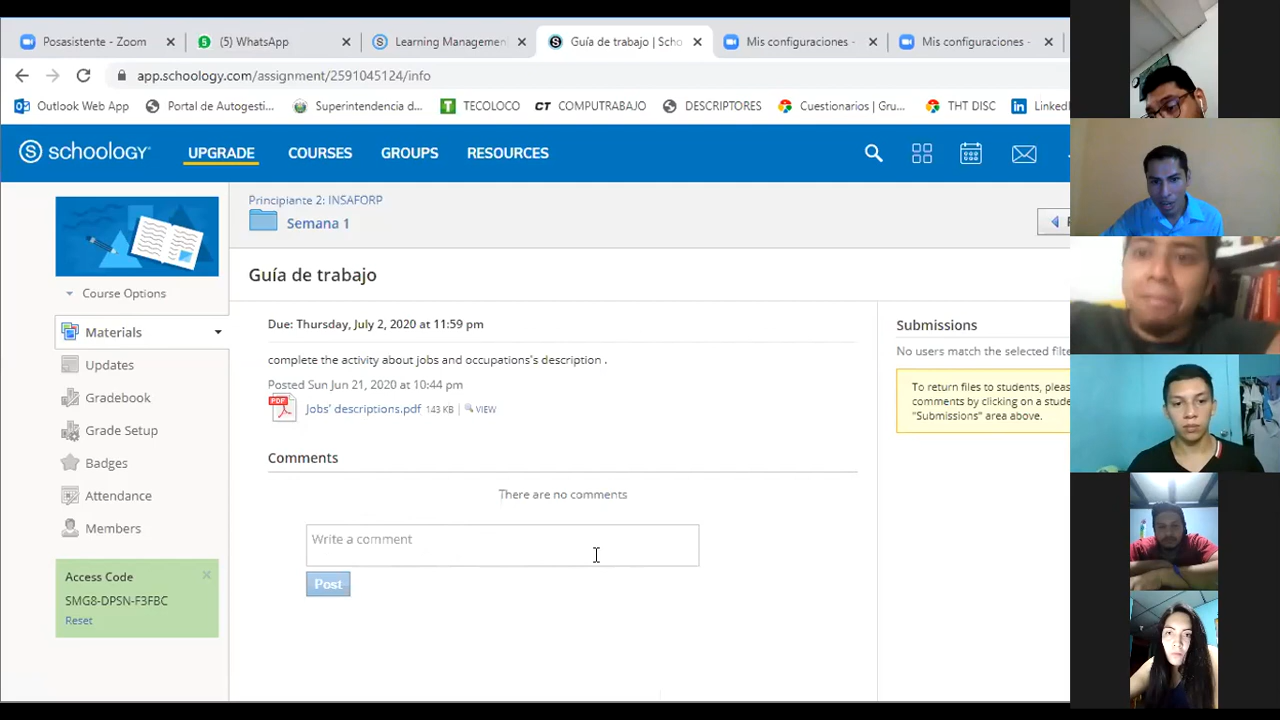 Posasistente - Zoom
(5) WhatsApp
Learning Managemen
Guía de trabajo | Scho
Mis configuraciones -
Mis configuraciones -
app.schoology.com/assignment/2591045124/info
Outlook Web App
Portal de Autogesti...
Superintendencia d...
TECOLOCO
CT COMPUTRABAJO
DESCRIPTORES
Cuestionarios | Gru...
THT DISC
LinkedI
S schoology
UPGRADE
COURSES
GROUPS
RESOURCES
Principiante 2: INSAFORP
Semana 1
Course Options
Guía de trabajo
Materials
Updates
Gradebook
Grade Setup
Badges
Attendance
Members
Access Code
SMG8-DPSN-F3FBC
Reset
Due: Thursday, July 2, 2020 at 11:59 pm
complete the activity about jobs and occupations's description .
Posted Sun Jun 21, 2020 at 10:44 pm
PDF
Jobs' descriptions.pdf 143 KB | VIEW
Comments
There are no comments
Write a comment
Post
Submissions
No users match the selected filte
To return files to students, pleas
comments by clicking on a stude
"Submissions" area above.